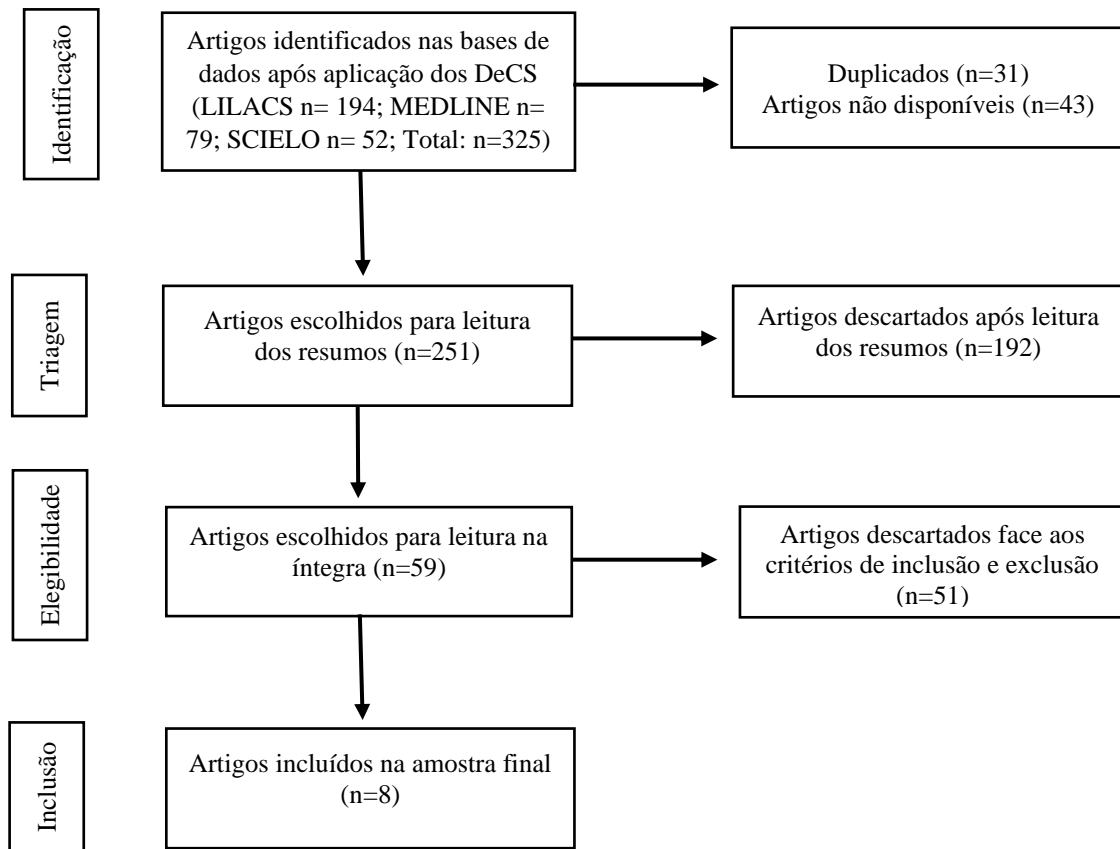 Identificação
Artigos identificados nas bases de
dados após aplicação dos DeCS
(LILACS n= 194; MEDLINE n=
79; SCIELO n= 52; Total: n=325)
Duplicados (n=31)
Artigos não disponíveis (n=43)
Triagem
Artigos escolhidos para leitura
dos resumos (n=251)
Artigos descartados após leitura
dos resumos (n=192)
Elegibilidade
Artigos escolhidos para leitura na
íntegra (n=59)
Artigos descartados face aos
critérios de inclusão e exclusão
(n=51)
Inclusão
Artigos incluídos na amostra final
(n=8)